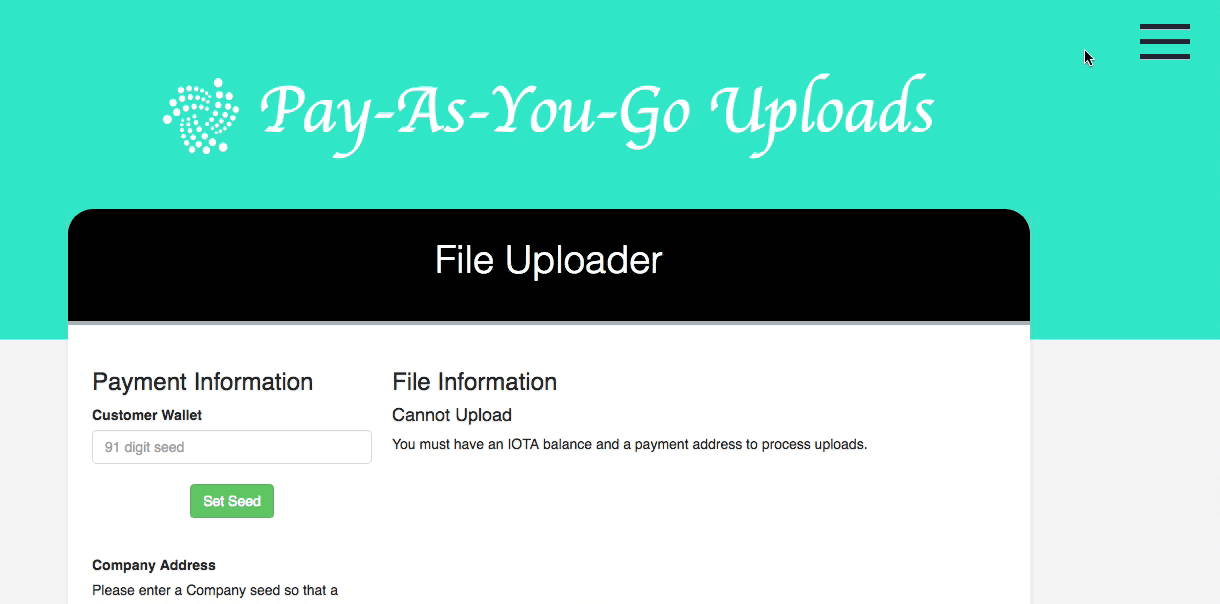 Pay-As-You-Go Uploads
File Uploader
Payment Information
Customer Wallet
91 digit seed
Set Seed
Company Address
Please enter a Company seed so that a
File Information
Cannot Upload
You must have an IOTA balance and a payment address to process uploads.